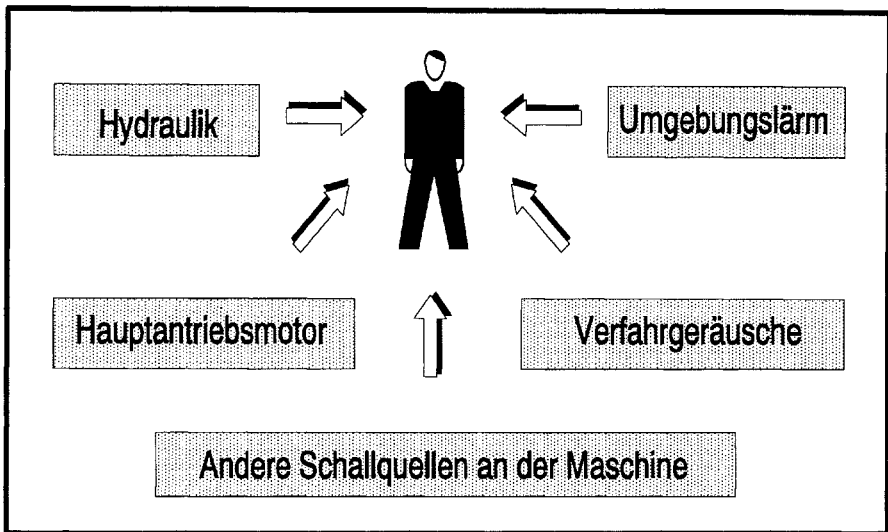 Hydraulik
Umgebungslärm
Hauptantriebsmotor
Verfahrgeräusche
Andere Schallquellen an der Maschine